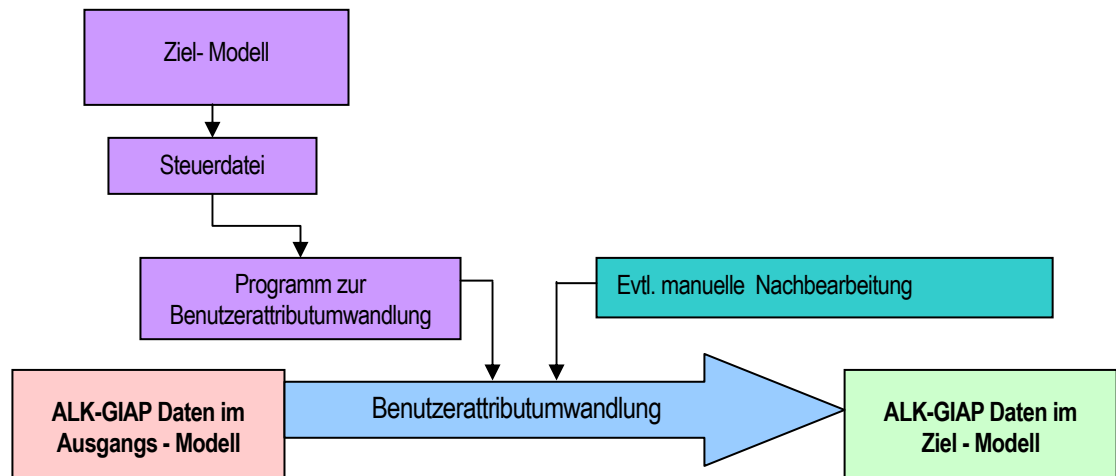 Ziel- Modell
Steuerdatei
Programm zur
Benutzerattributumwandlung
Evtl. manuelle Nachbearbeitung
ALK-GIAP Daten im
Ausgangs - Modell
Benutzerattributumwandlung
ALK-GIAP Daten im
Ziel - Modell